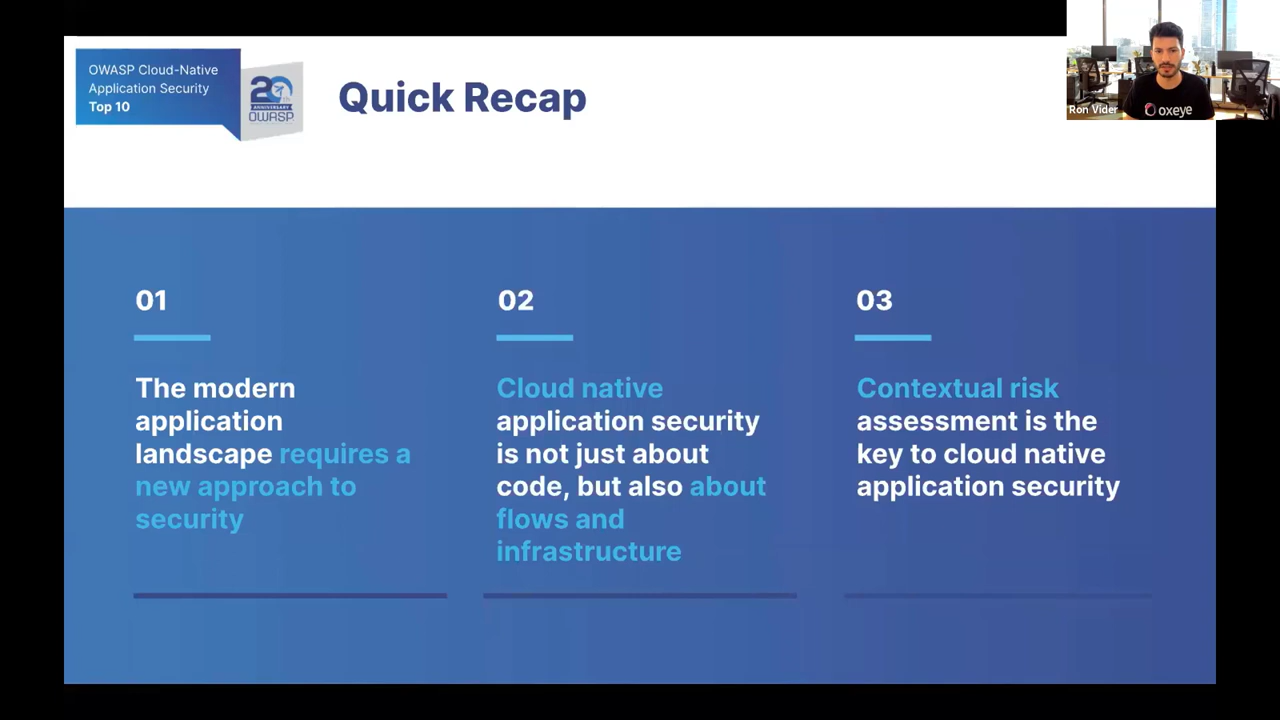 OWASP Cloud-Native
Application Security
Top 10
20th
ANNIVERSARY
OWASP
Quick Recap
Ron Vider
oxeye
01
The modern
application
landscape requires a
new approach to
security
02
Cloud native
application security
is not just about
code, but also about
flows and
infrastructure
03
Contextual risk
assessment is the
key to cloud native
application security